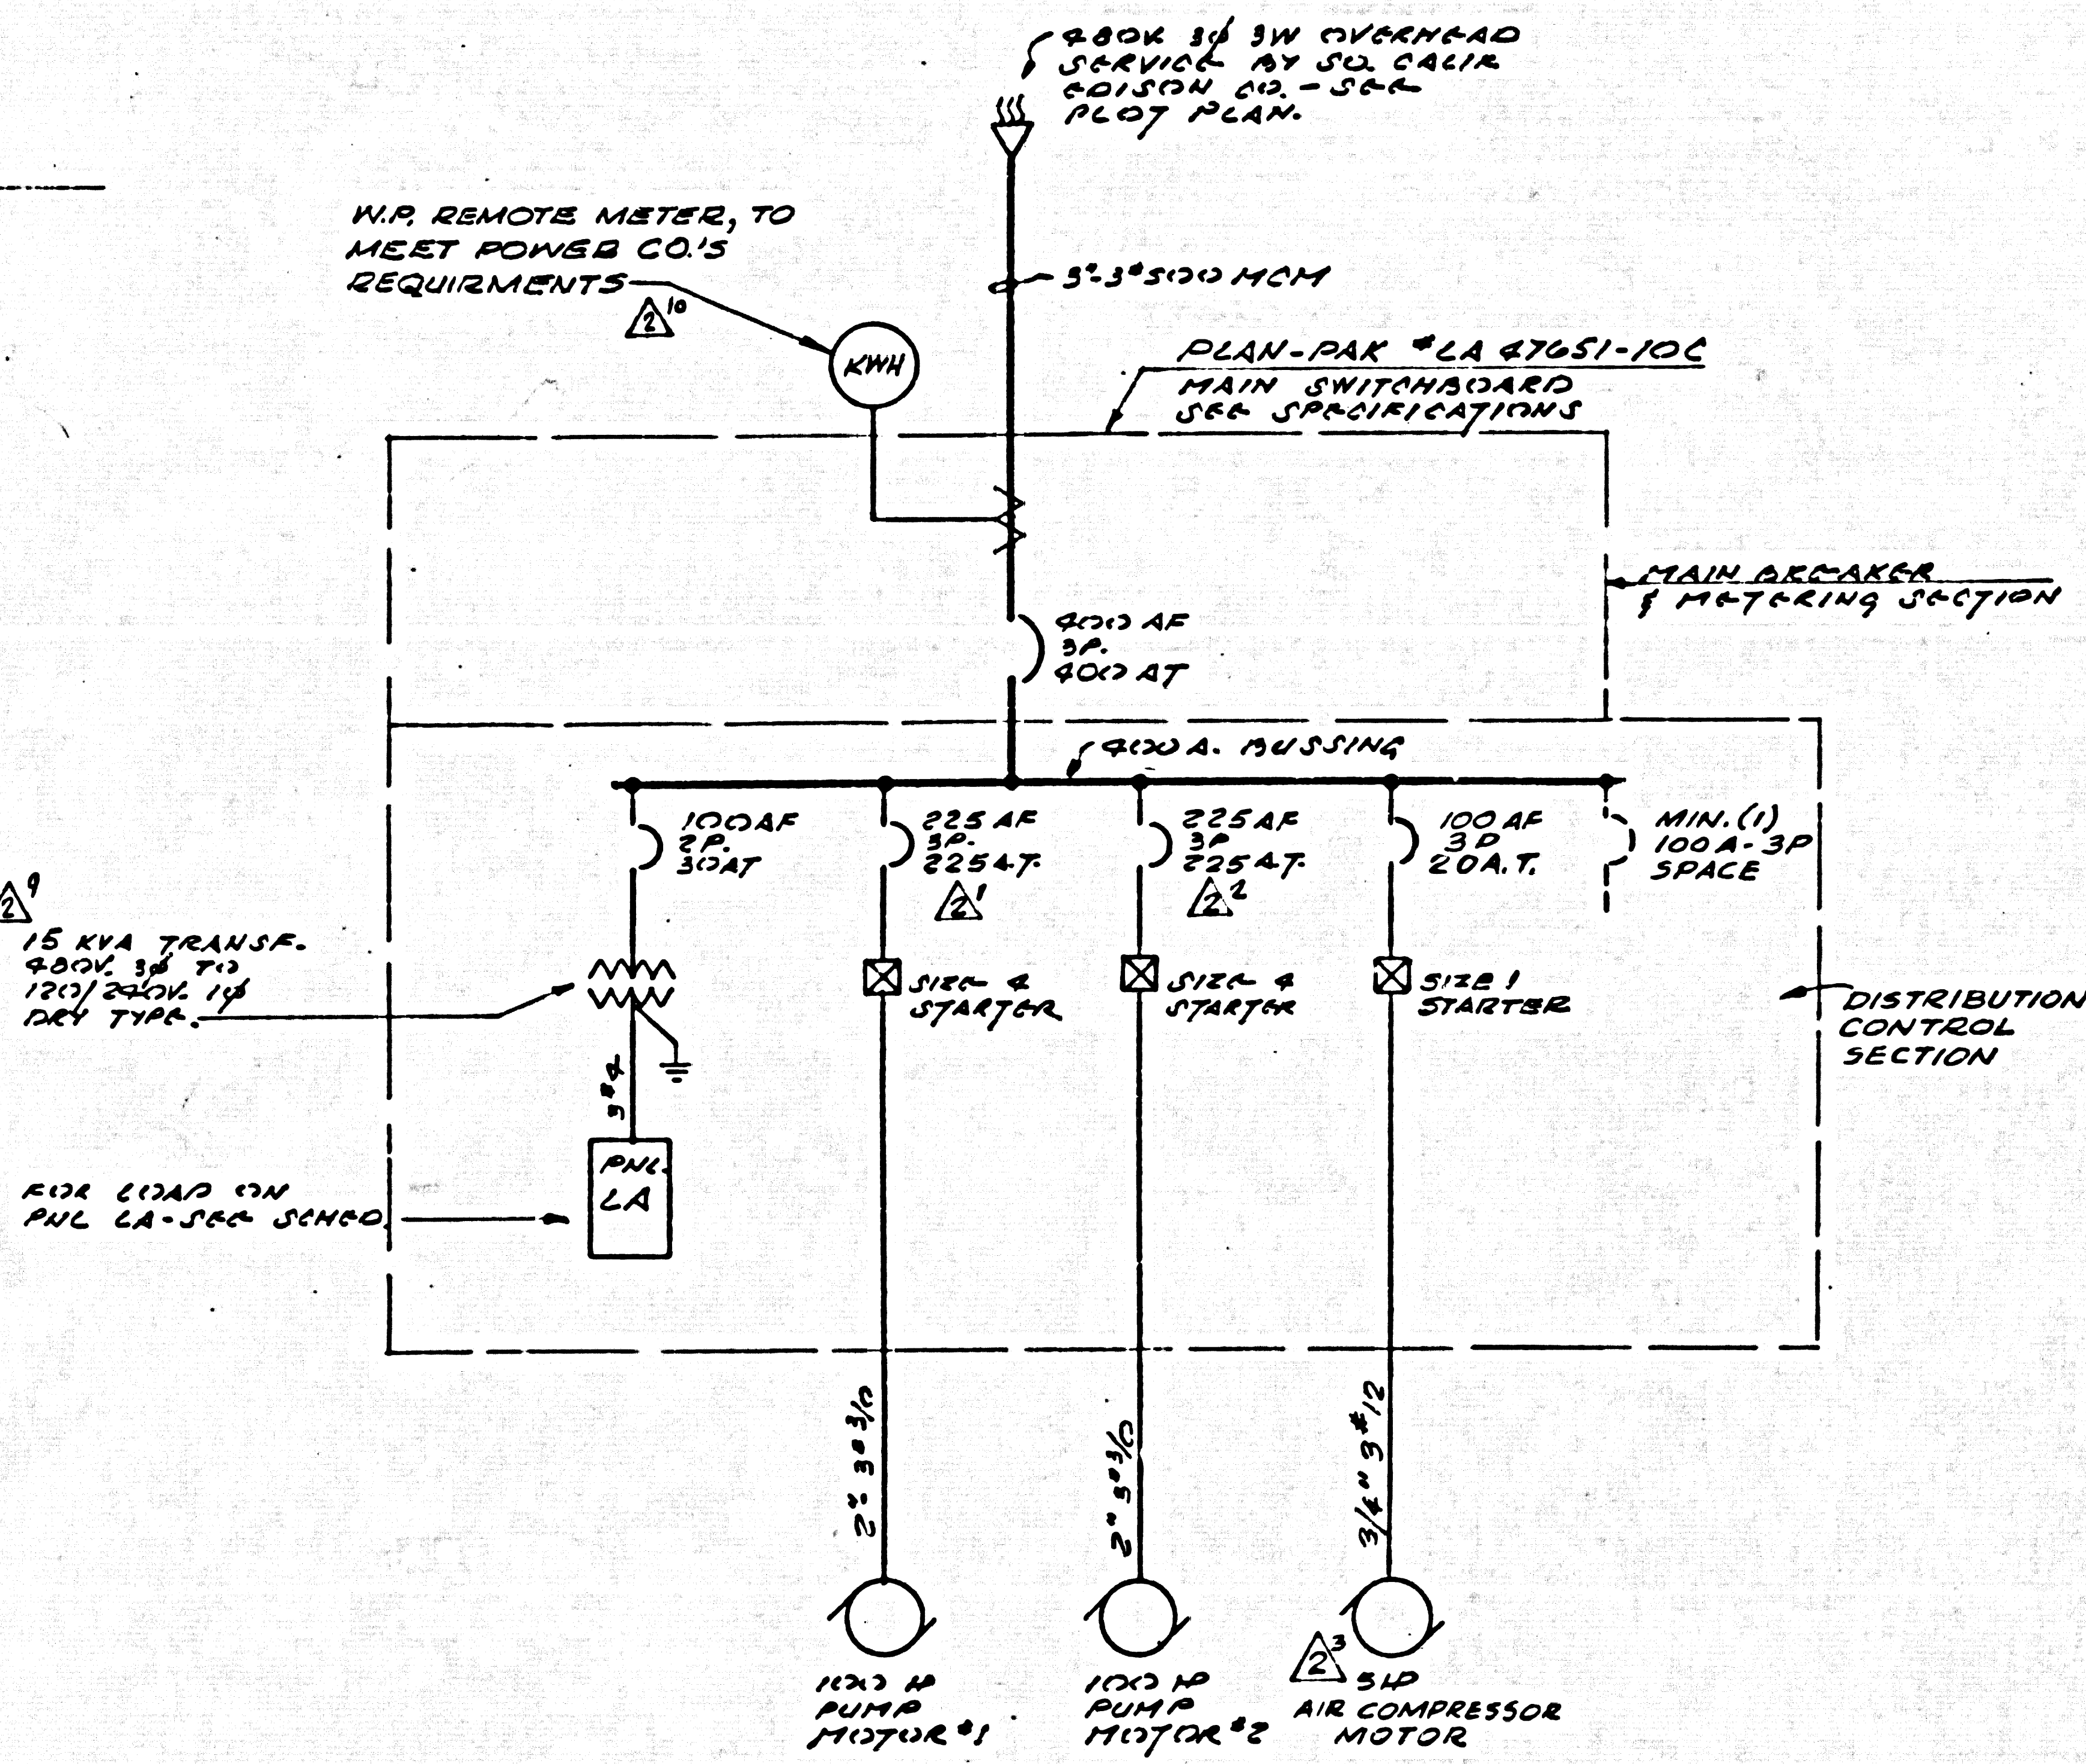 480V. 3Ø 3W OVERHEAD
SERVICE BY SO. CALIF.
EDISON CO. - SEE
PLOT PLAN.
W.P. REMOTE METER, TO
MEET POWER CO.'S
REQUIRMENTS
2 10
KWH
3"-3#500 MCM
PLAN-PAK #LA 47651-10C
MAIN SWITCHBOARD
SEE SPECIFICATIONS
MAIN BREAKER
& METERING SECTION
400 AF
3P.
400 AT
400 A. BUSSING
100 AF
2P.
30AT
225 AF
3P.
225 A.T.
2 1
225 AF
3P
225 A.T.
2 2
100 AF
3P
20 A.T.
MIN. (1)
100 A - 3P
SPACE
2 9
15 KVA TRANSF.
480V. 3Ø TO
120/240V. 1Ø
DRY TYPE.
SIZE 4
STARTER
SIZE 4
STARTER
SIZE 1
STARTER
DISTRIBUTION
CONTROL
SECTION
3#4
PNL.
LA
FOR LOAD ON
PNL LA - SEE SCHED.
2"- 3#3/0
2" 3#3/0
3/4" 3#12
100 HP
PUMP
MOTOR #1
100 HP
PUMP
MOTOR #2
2 3
5 HP
AIR COMPRESSOR
MOTOR